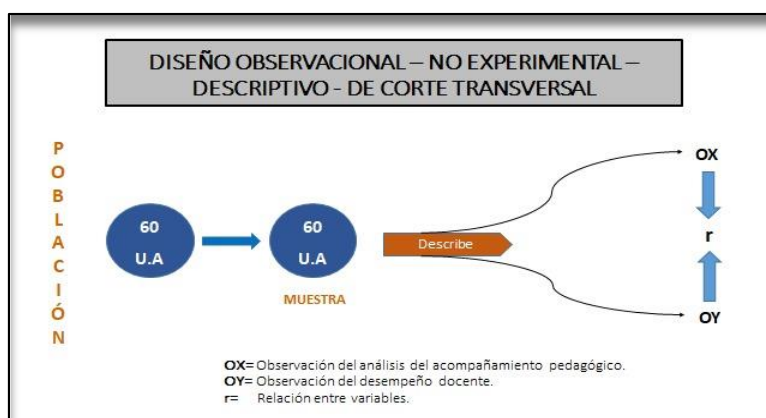 DISEÑO OBSERVACIONAL – NO EXPERIMENTAL –
DESCRIPTIVO - DE CORTE TRANSVERSAL
POBLACIÓN
60
U.A
60
U.A
MUESTRA
Describe
OX
r
OY
OX= Observación del análisis del acompañamiento pedagógico.
OY= Observación del desempeño docente.
r= Relación entre variables.